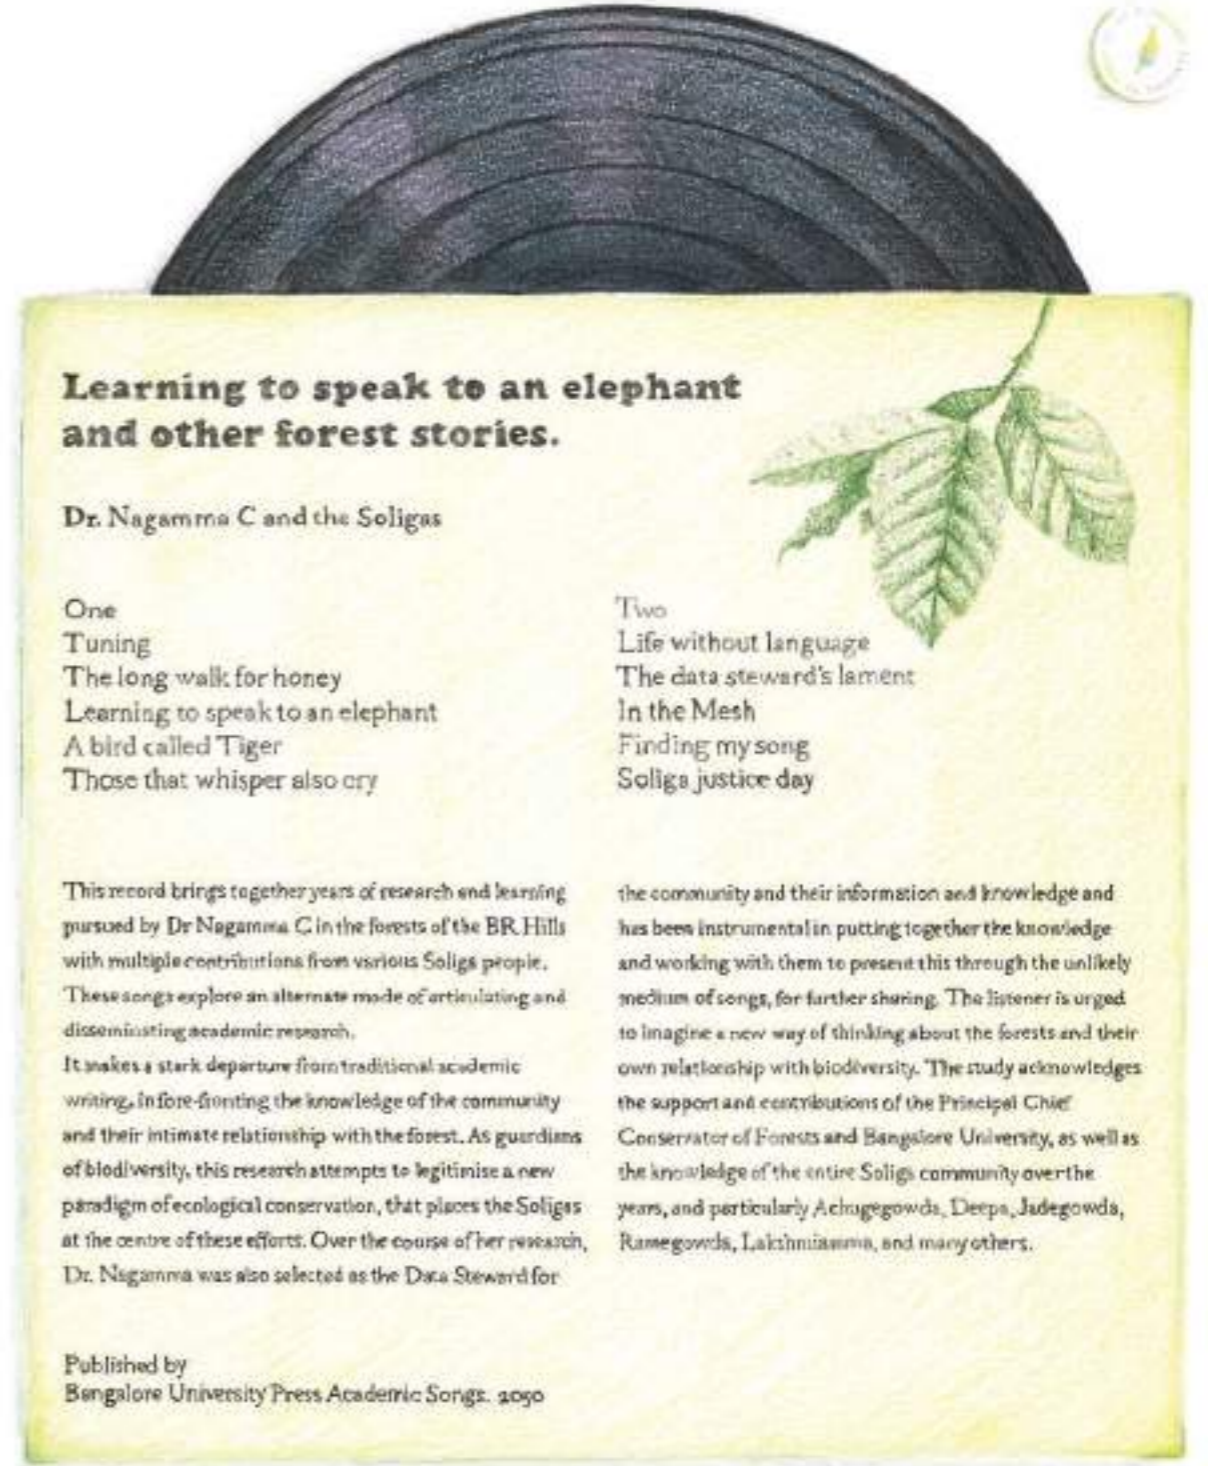 Learning to speak to an elephant
and other forest stories.
Dr. Nagamma C and the Soligas
One
Tuning
The long walk for honey
Learning to speak to an elephant
A bird called Tiger
Those that whisper also cry
Two
Life without language
The data steward's lament
In the Mesh
Finding my song
Soliga justice day
This record brings together years of research and learning
pursued by Dr Nagamma C in the forests of the BR Hills
with multiple contributions from various Soliga people.
These songs explore an alternate mode of articulating and
disseminating academic research.
It makes a stark departure from traditional academic
writing, in fore-fronting the knowledge of the community
and their intimate relationship with the forest. As guardians
of biodiversity, this research attempts to legitimise a new
paradigm of ecological conservation, that places the Soligas
at the centre of these efforts. Over the course of her research,
Dr. Nagamma was also selected as the Data Steward for
the community and their information and knowledge and
has been instrumental in putting together the knowledge
and working with them to present this through the unlikely
medium of songs, for further sharing. The listener is urged
to imagine a new way of thinking about the forests and their
own relationship with biodiversity. The study acknowledges
the support and contributions of the Principal Chief
Conservator of Forests and Bangalore University, as well as
the knowledge of the entire Soliga community over the
years, and particularly Achugegowda, Deepa, Jadegowda,
Ramegowda, Lakshmiamma, and many others.
Published by
Bangalore University Press Academic Songs. 2050